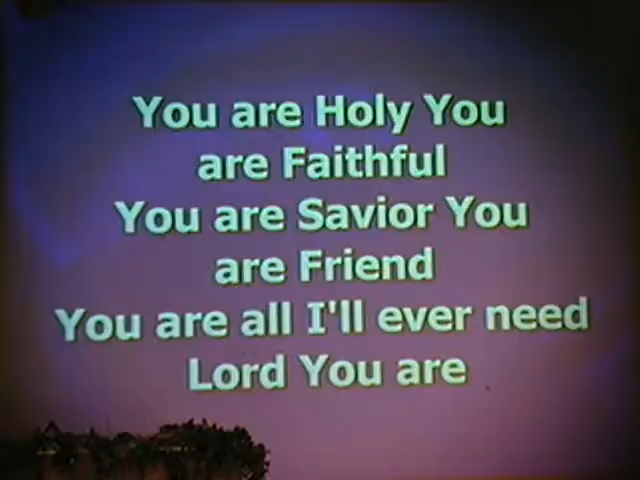 You are Holy You
are Faithful
You are Savior You
are Friend
You are all I'll ever need
Lord You are